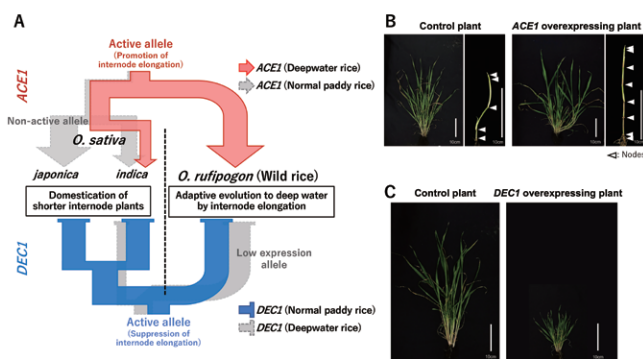 A
Active allele
(Promotion of
internode elongation)
ACE1
ACE1 (Deepwater rice)
ACE1 (Normal paddy rice)
Non-active allele
O. sativa
japonica
indica
O. rufipogon (Wild rice)
Domestication of
shorter internode plants
Adaptive evolution to deep water
by internode elongation
DEC1
Low expression
allele
Active allele
(Suppression of
internode elongation)
DEC1 (Normal paddy rice)
DEC1 (Deepwater rice)
B
Control plant
ACE1 overexpressing plant
10cm
10cm
10cm
10cm
: Nodes
C
Control plant
DEC1 overexpressing plant
10cm
10cm